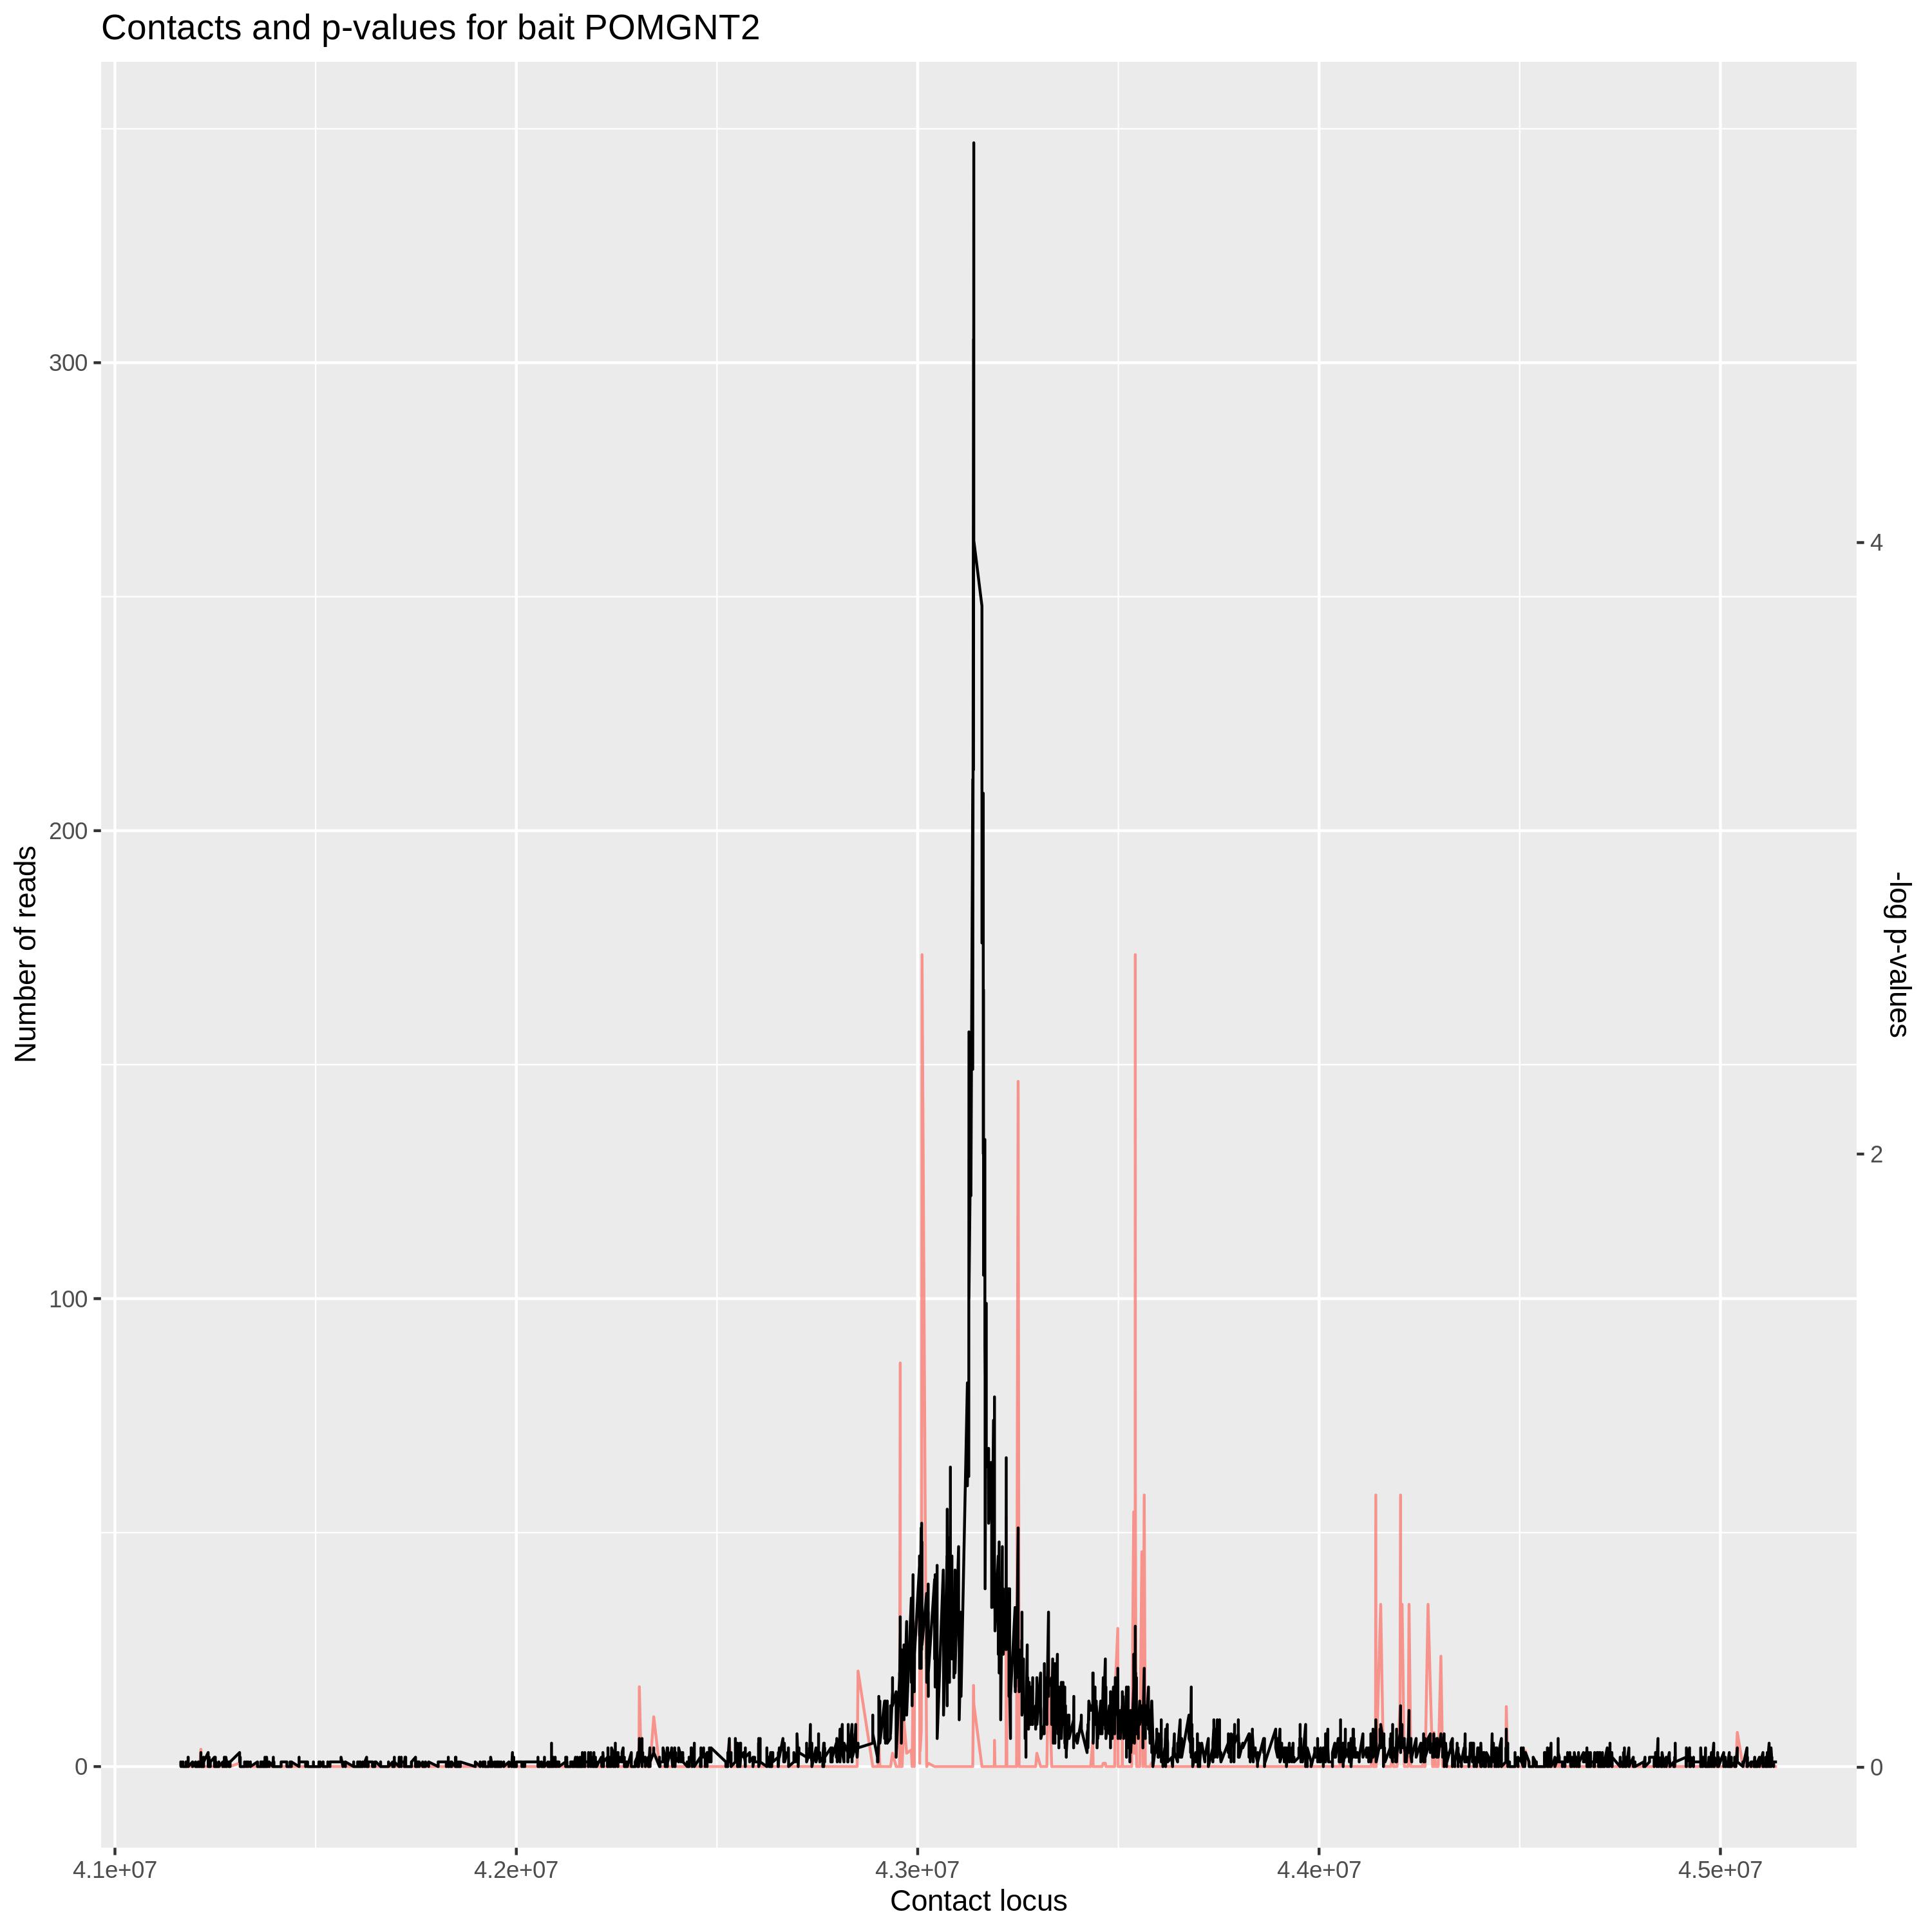 Contacts and p-values for bait POMGNT2
300
200
100
0
Number of reads
4
2
0
-log p-values
4.1e+07
4.2e+07
4.3e+07
4.4e+07
4.5e+07
Contact locus